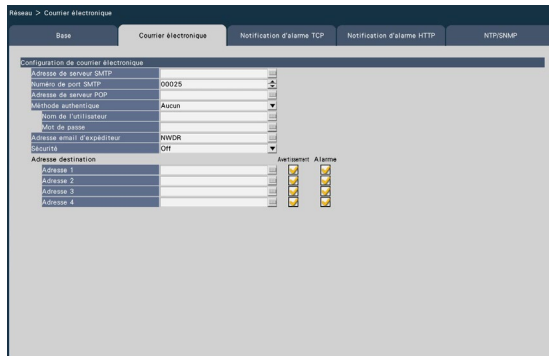 Réseau > Courrier électronique
Base Courrier électronique Notification d'alarme TCP Notification d'alarme HTTP NTP/SNMP
Configuration de courrier électronique
Adresse de serveur SMTP
Numéro de port SMTP 00025
Adresse de serveur POP
Méthode authentique Aucun
Nom de l'utilisateur
Mot de passe
Adresse email d'expéditeur NWDR
Sécurité Off
Adresse destination Avertissement Alarme
Adresse 1
Adresse 2
Adresse 3
Adresse 4